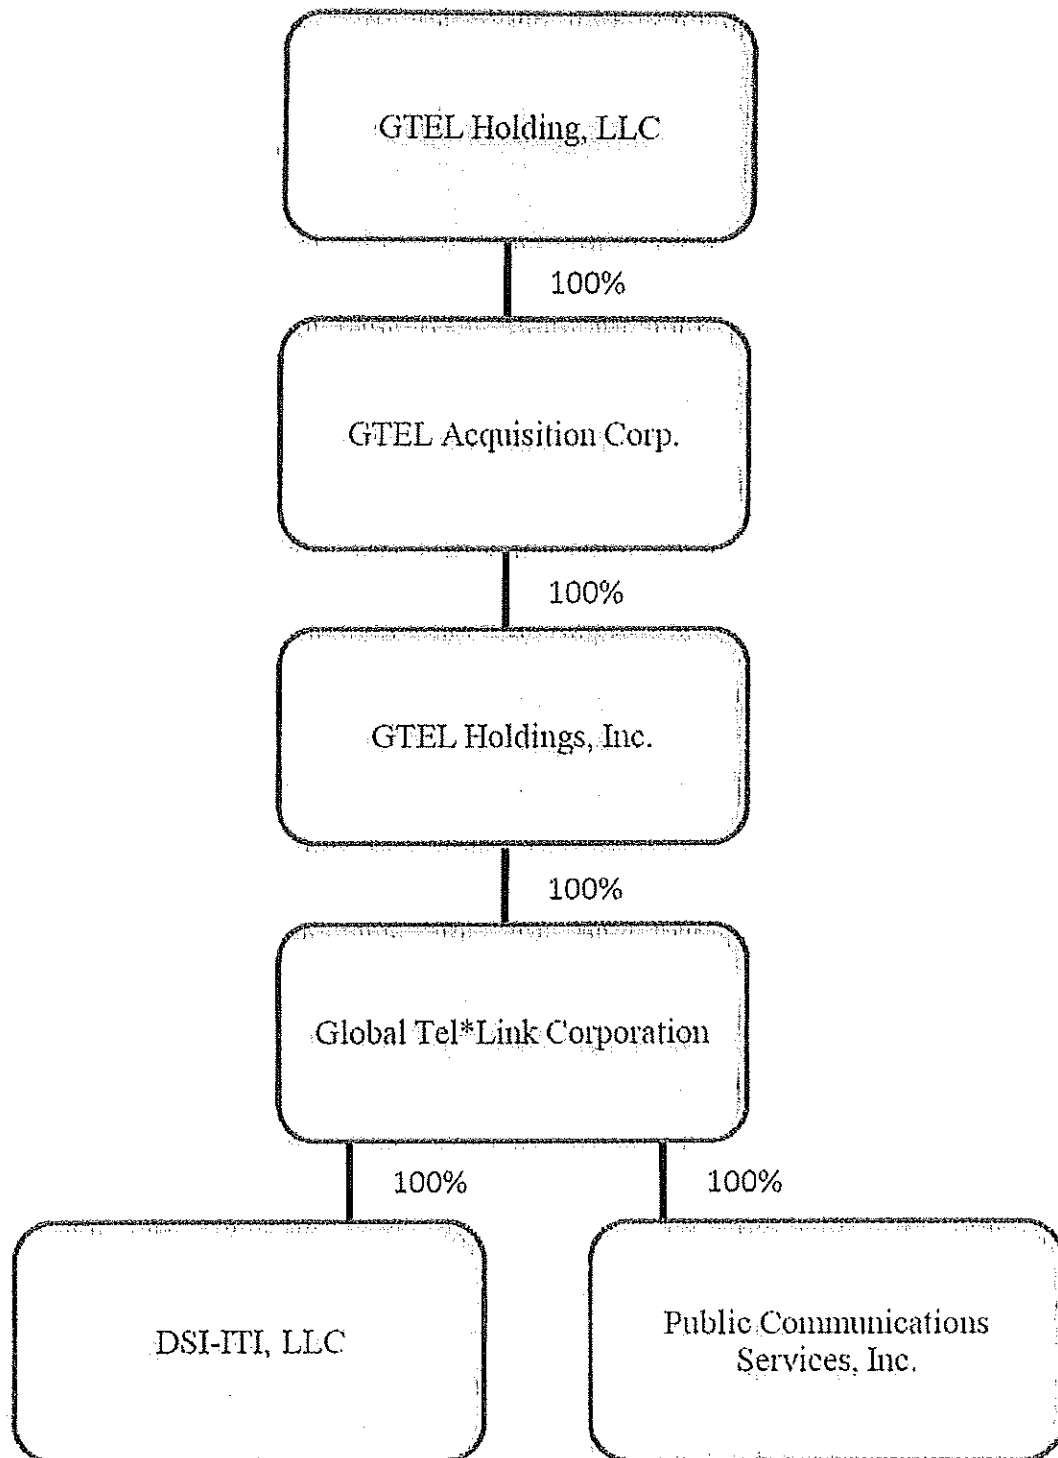 GTEL Holding, LLC
100%
GTEL Acquisition Corp.
100%
GTEL Holdings, Inc.
100%
Global Tel*Link Corporation
100%
100%
DSI-ITI, LLC
Public Communications
Services, Inc.